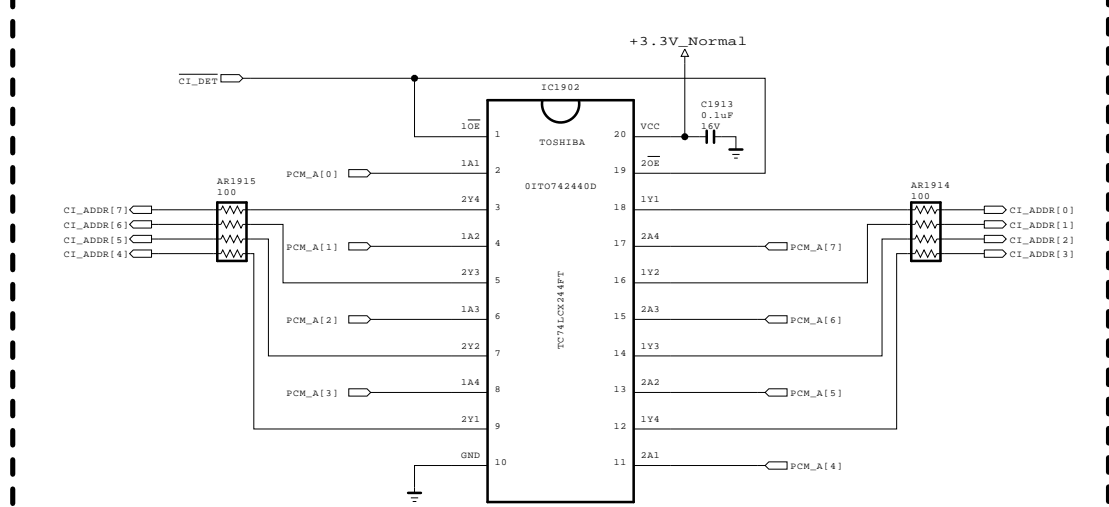 +3.3V_Normal
CI_DET
IC1902
C1913
0.1uF
16V
1OE
1
20
VCC
TOSHIBA
1A1
2
19
2OE
PCM_A[0]
0ITO742440D
AR1915
100
2Y4
3
18
1Y1
AR1914
100
CI_ADDR[7]
CI_ADDR[6]
CI_ADDR[5]
CI_ADDR[4]
CI_ADDR[0]
CI_ADDR[1]
CI_ADDR[2]
CI_ADDR[3]
PCM_A[1]
1A2
4
17
2A4
PCM_A[7]
2Y3
5
16
1Y2
TC74LCX244FT
PCM_A[2]
1A3
6
15
2A3
PCM_A[6]
2Y2
7
14
1Y3
PCM_A[3]
1A4
8
13
2A2
PCM_A[5]
2Y1
9
12
1Y4
GND
10
11
2A1
PCM_A[4]